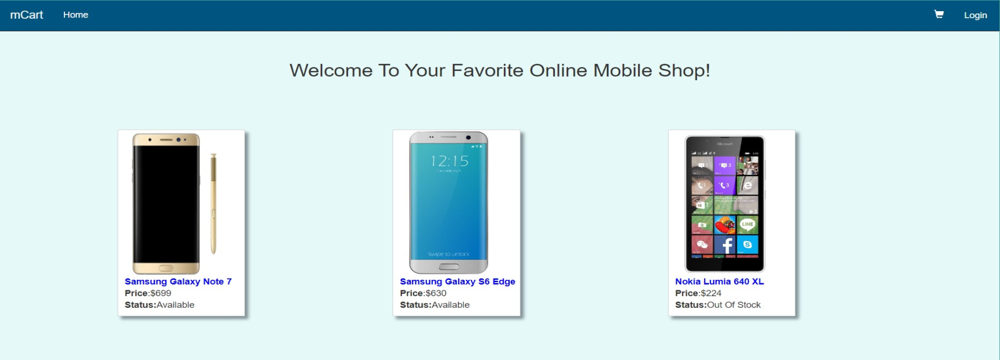 mCart Home Login
Welcome To Your Favorite Online Mobile Shop!
12:15
Swipe to unlock
Microsoft
LINE
Samsung Galaxy Note 7
Price:$699
Status:Available
Samsung Galaxy S6 Edge
Price:$630
Status:Available
Nokia Lumia 640 XL
Price:$224
Status:Out Of Stock